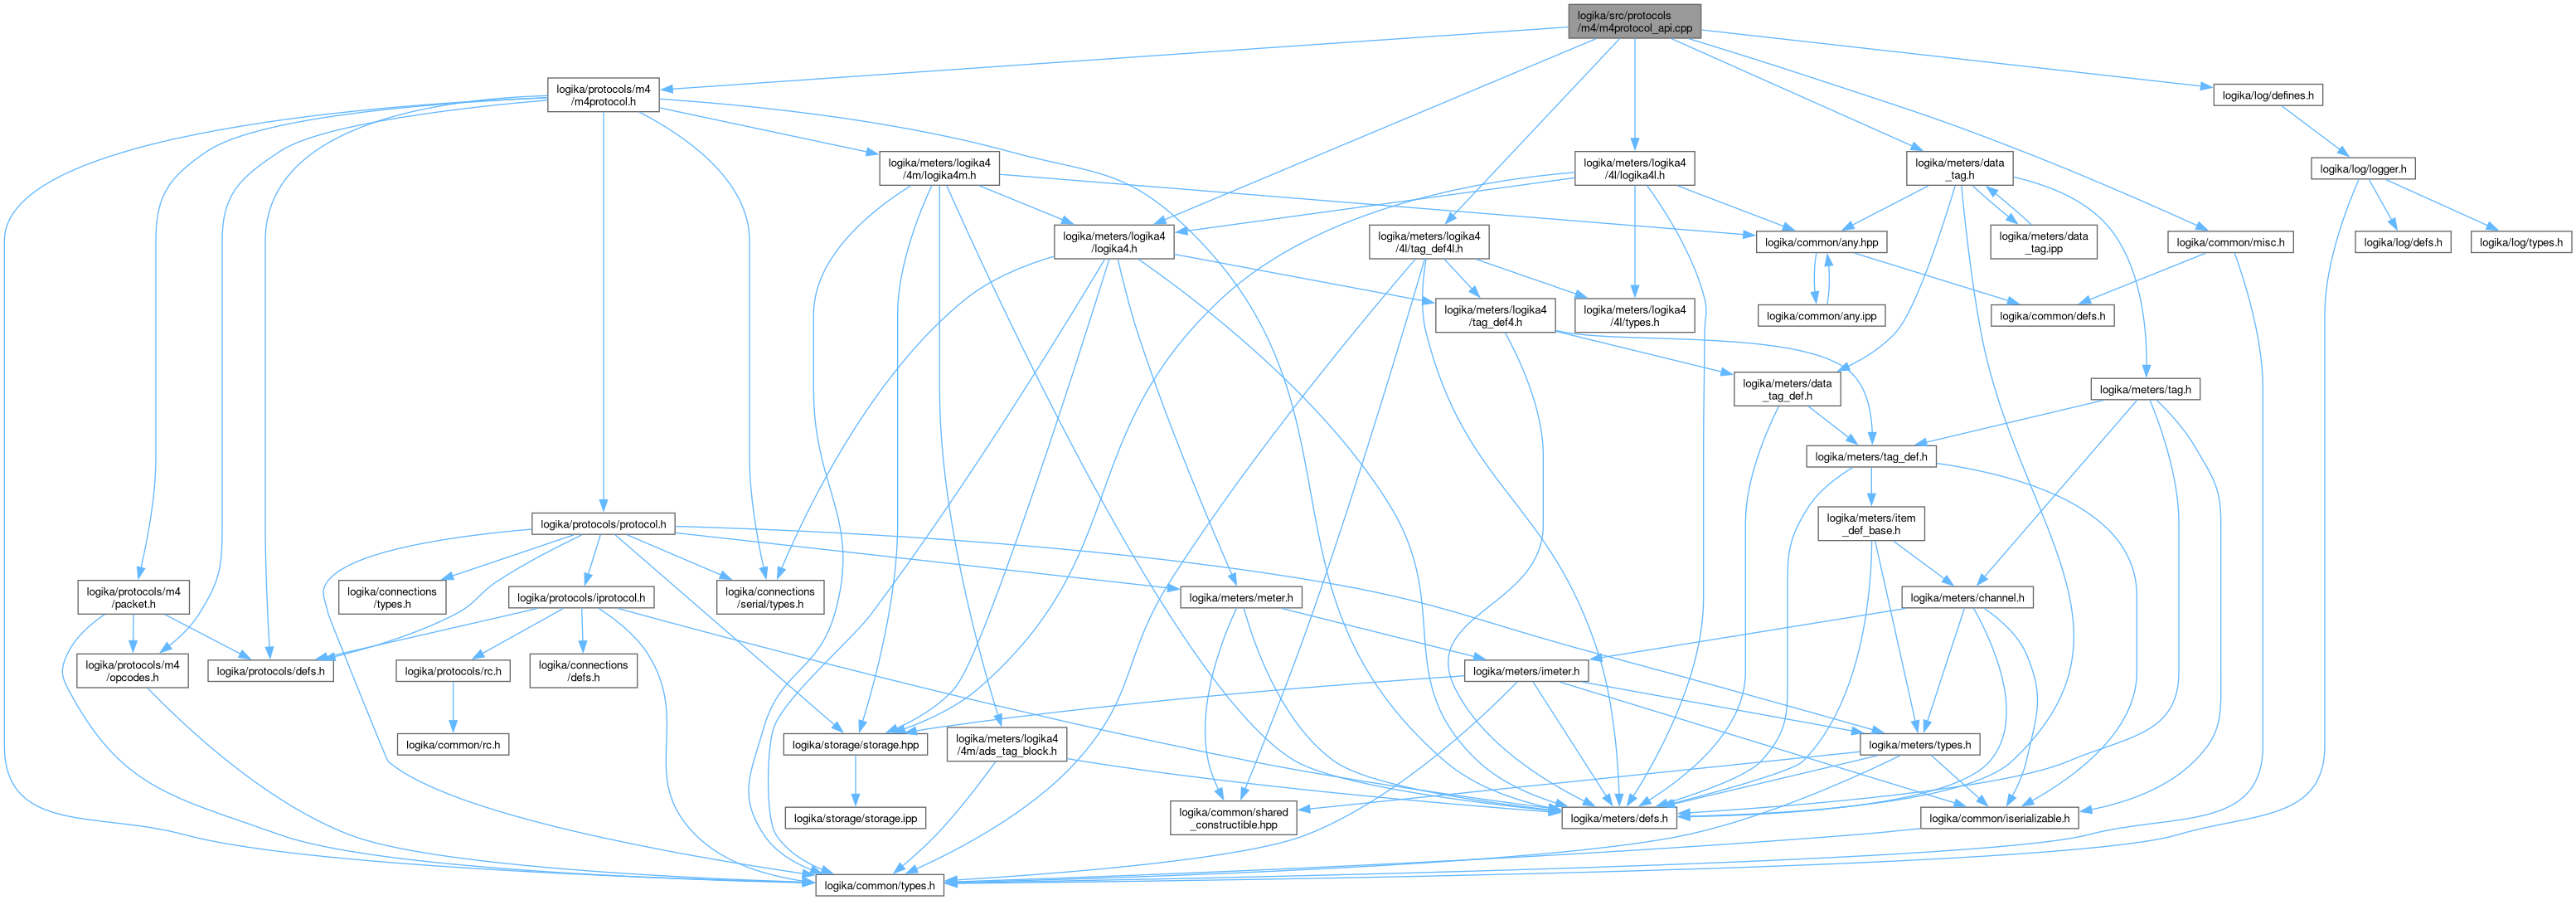 logika/src/protocols
/m4/m4protocol_api.cpp
logika/protocols/m4
/m4protocol.h
logika/log/defines.h
logika/meters/logika4
/4m/logika4m.h
logika/meters/logika4
/4l/logika4l.h
logika/meters/data
_tag.h
logika/log/logger.h
logika/meters/logika4
/logika4.h
logika/meters/logika4
/4l/tag_def4l.h
logika/common/any.hpp
logika/meters/data
_tag.ipp
logika/common/misc.h
logika/log/defs.h
logika/log/types.h
logika/meters/logika4
/tag_def4.h
logika/meters/logika4
/4l/types.h
logika/common/any.ipp
logika/common/defs.h
logika/meters/data
_tag_def.h
logika/meters/tag.h
logika/meters/tag_def.h
logika/protocols/protocol.h
logika/meters/item
_def_base.h
logika/protocols/m4
/packet.h
logika/connections
/types.h
logika/protocols/iprotocol.h
logika/connections
/serial/types.h
logika/meters/meter.h
logika/meters/channel.h
logika/protocols/m4
/opcodes.h
logika/protocols/defs.h
logika/protocols/rc.h
logika/connections
/defs.h
logika/meters/imeter.h
logika/common/rc.h
logika/storage/storage.hpp
logika/meters/logika4
/4m/ads_tag_block.h
logika/meters/types.h
logika/storage/storage.ipp
logika/common/shared
_constructible.hpp
logika/meters/defs.h
logika/common/iserializable.h
logika/common/types.h